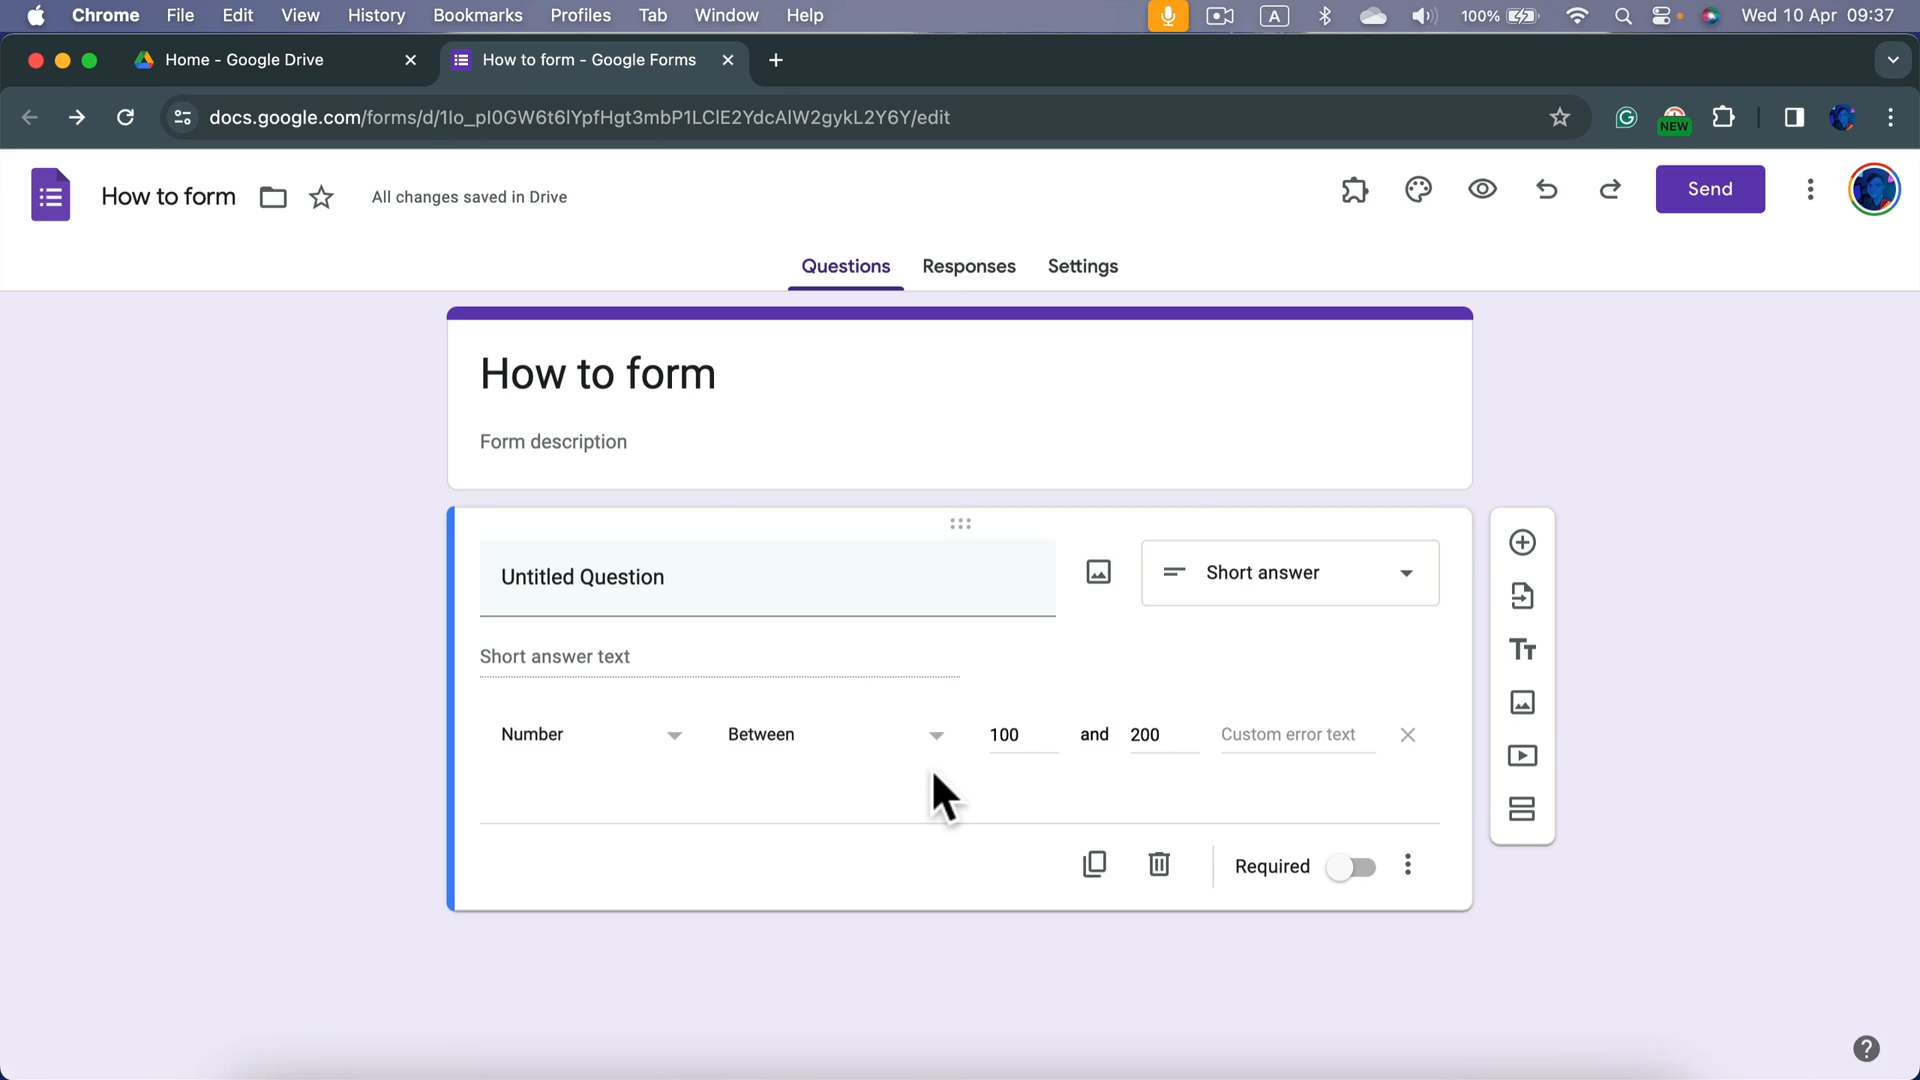 Chrome File Edit View History Bookmarks Profiles Tab Window Help A 100% Wed 10 Apr 09:37
Home - Google Drive How to form - Google Forms
docs.google.com/forms/d/1Io_pI0GW6t6IYpfHgt3mbP1LCIE2YdcAIW2gykL2Y6Y/edit NEW
How to form All changes saved in Drive Send
Questions Responses Settings
How to form
Form description
Untitled Question Short answer
Short answer text
Tт
Number Between 100 and 200 Custom error text
Required